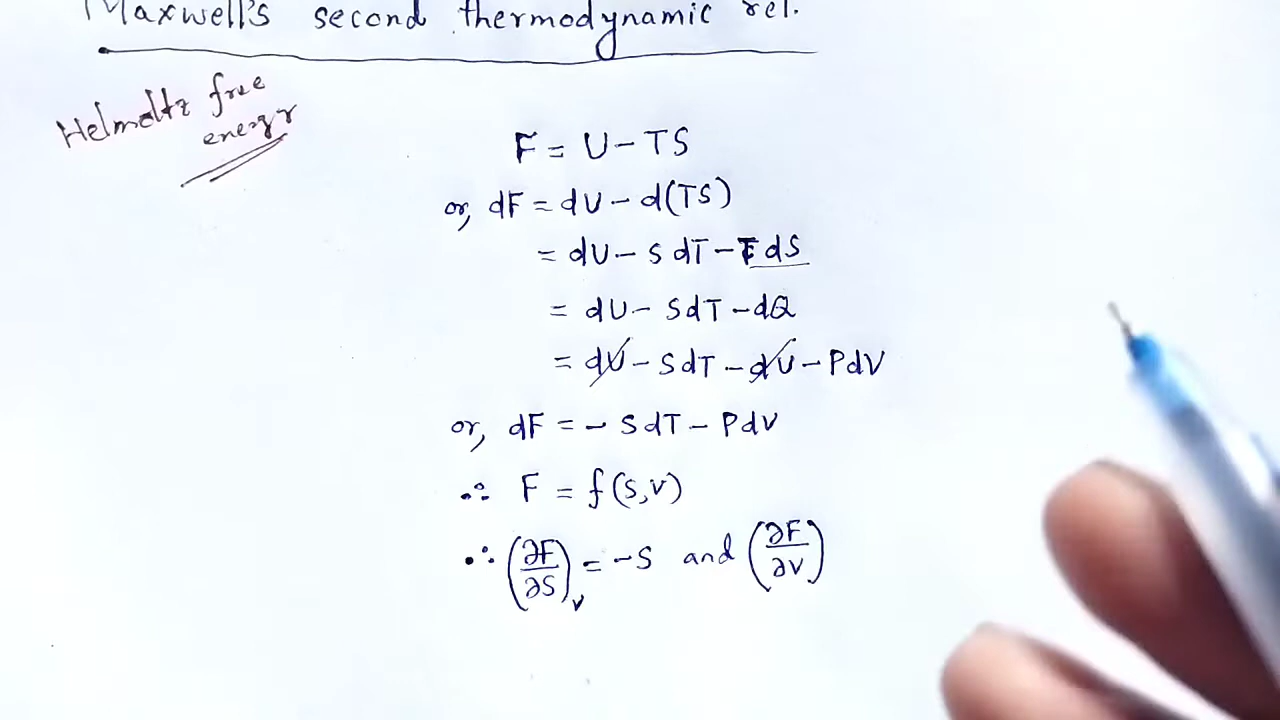 Maxwell's second thermodynamic rel.
Helmoltz free
energy
F = U - TS
or, dF = dU - d(TS)
= dU - S dT - T dS
= dU - SdT - dQ
= dU - SdT - dU - PdV
or, dF = - SdT - PdV
∴ F = f(S,V)
∴ (∂F/∂S)_V = -S and (∂F/∂V)